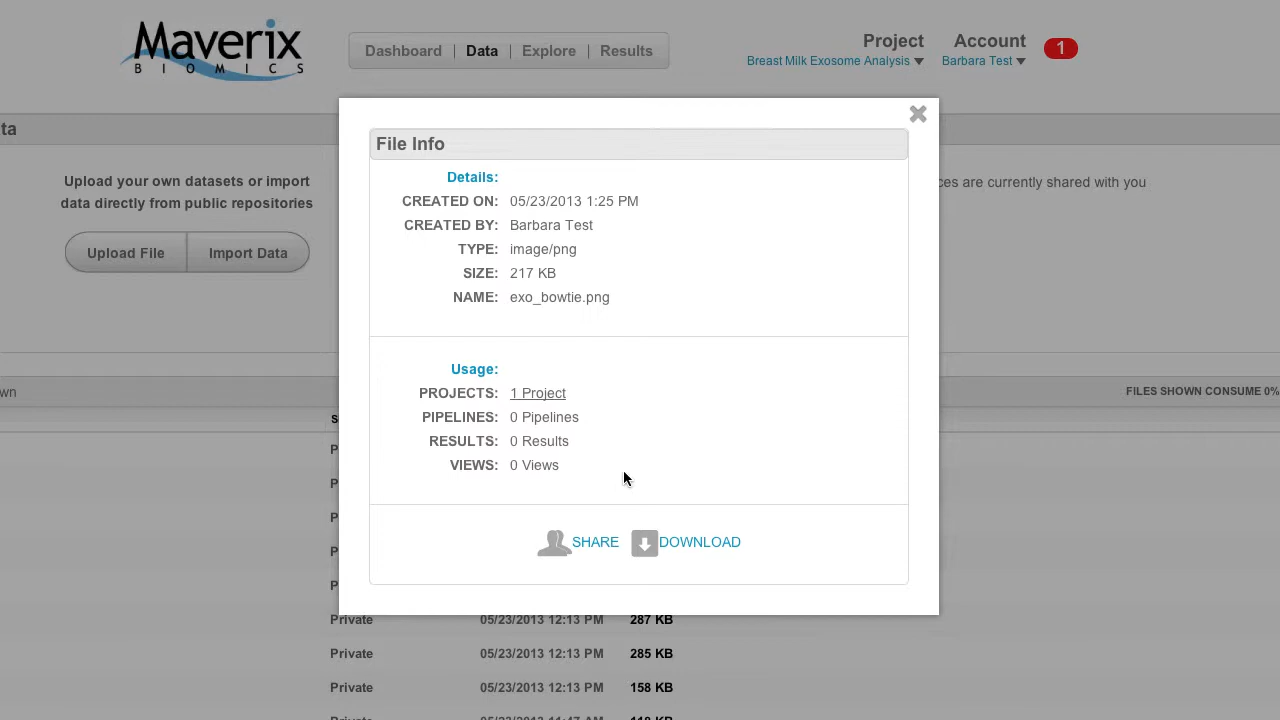 Maverix
BIOMICS
Dashboard | Data | Explore | Results
Project
Breast Milk Exosome Analysis
Account
Barbara Test
1
ta
Upload your own datasets or import
data directly from public repositories
Upload File
Import Data
ces are currently shared with you
File Info
Details:
CREATED ON: 05/23/2013 1:25 PM
CREATED BY: Barbara Test
TYPE: image/png
SIZE: 217 KB
NAME: exo_bowtie.png
Usage:
PROJECTS: 1 Project
PIPELINES: 0 Pipelines
RESULTS: 0 Results
VIEWS: 0 Views
SHARE
DOWNLOAD
wn
FILES SHOWN CONSUME 0%
S
P
P
P
P
P
Private 05/23/2013 12:13 PM 287 KB
Private 05/23/2013 12:13 PM 285 KB
Private 05/23/2013 12:13 PM 158 KB